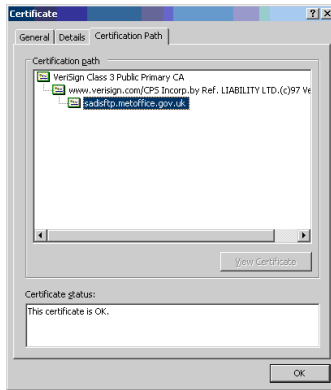 Certificate
General
Details
Certification Path
Certification path
VeriSign Class 3 Public Primary CA
www.verisign.com/CPS Incorp.by Ref. LIABILITY LTD.(c)97 Ve
sadisftp.metoffice.gov.uk
View Certificate
Certificate status:
This certificate is OK.
OK